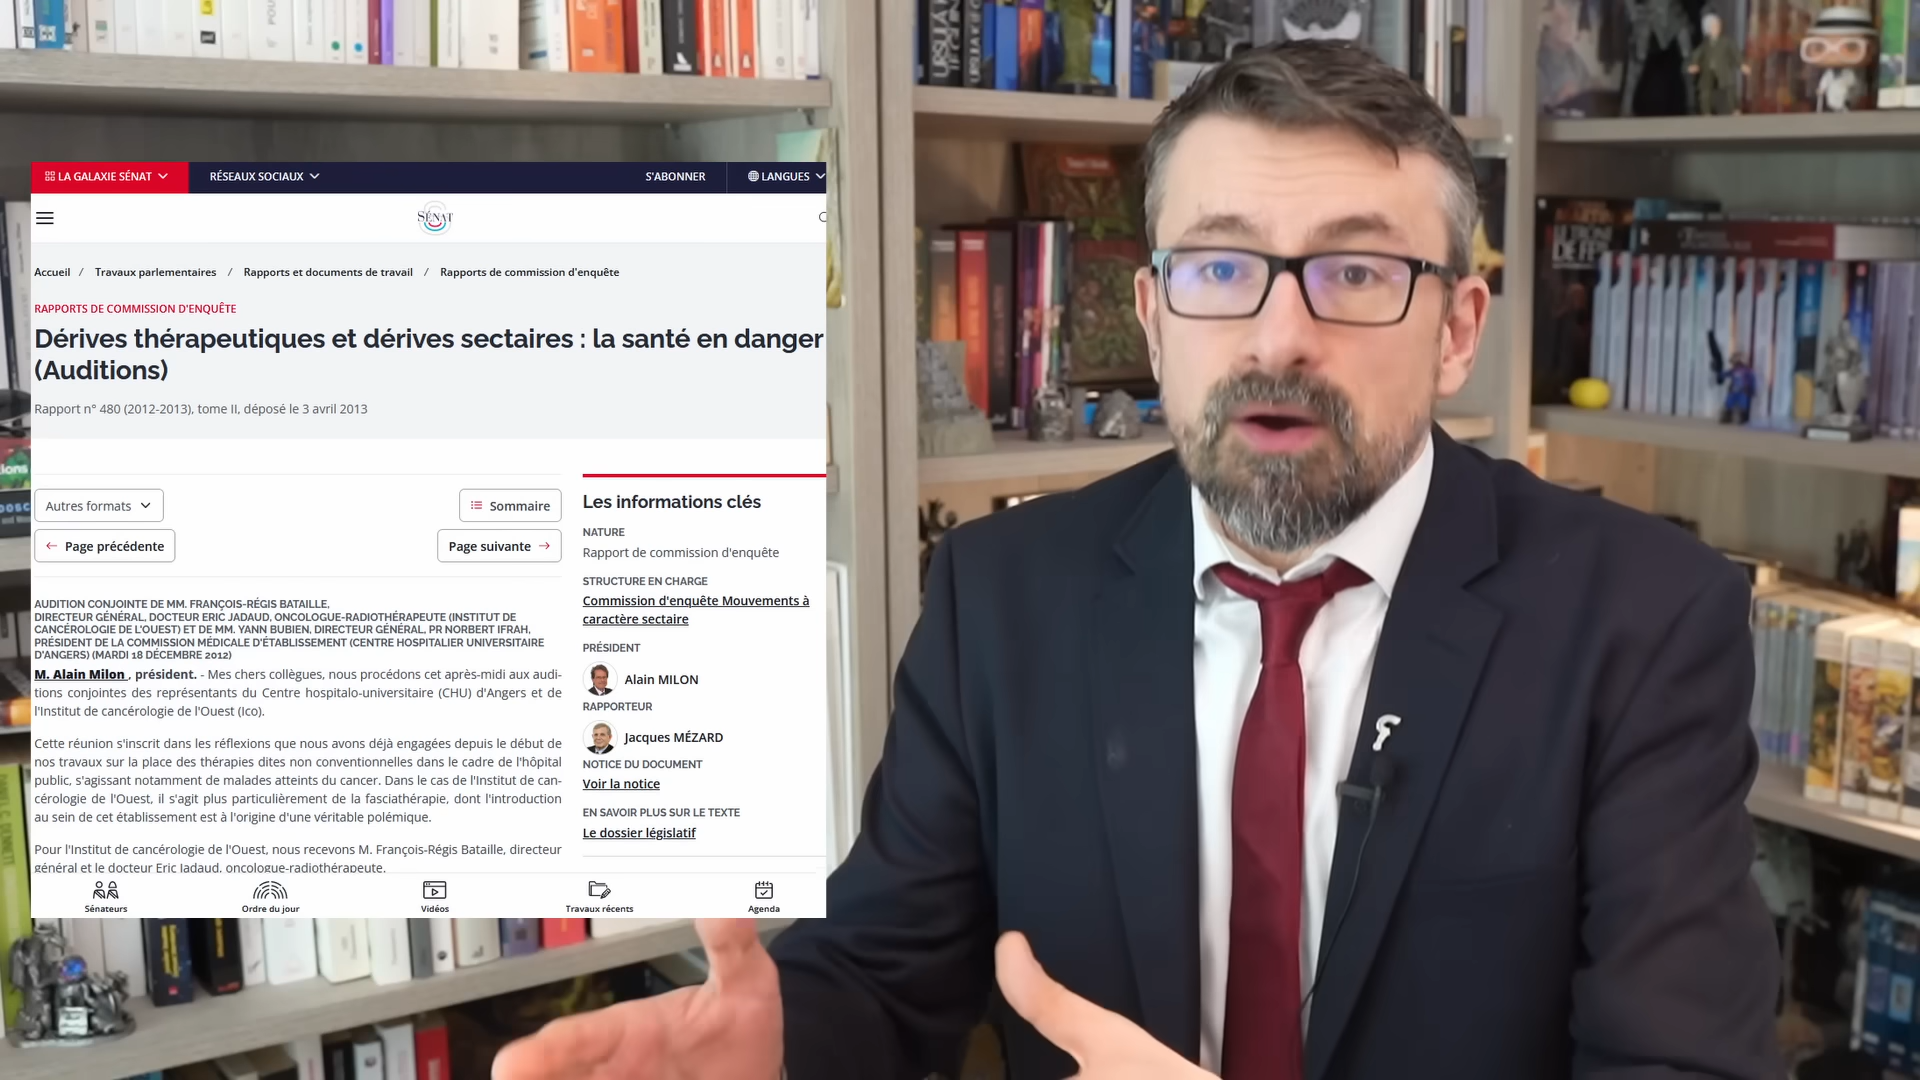 LA GALAXIE SÉNAT
RÉSEAUX SOCIAUX
S'ABONNER
LANGUES
SÉNAT
Accueil / Travaux parlementaires / Rapports et documents de travail / Rapports de commission d'enquête
RAPPORTS DE COMMISSION D'ENQUÊTE
Dérives thérapeutiques et dérives sectaires : la santé en danger
(Auditions)
Rapport n° 480 (2012-2013), tome II, déposé le 3 avril 2013
Autres formats
Sommaire
Page précédente
Page suivante
AUDITION CONJOINTE DE MM. FRANÇOIS-RÉGIS BATAILLE,
DIRECTEUR GÉNÉRAL, DOCTEUR ERIC JADAUD, ONCOLOGUE-RADIOTHÉRAPEUTE (INSTITUT DE
CANCÉROLOGIE DE L'OUEST) ET DE MM. YANN BUBIEN, DIRECTEUR GÉNÉRAL, PR NORBERT IFRAH,
PRÉSIDENT DE LA COMMISSION MÉDICALE D'ÉTABLISSEMENT (CENTRE HOSPITALIER UNIVERSITAIRE
D'ANGERS) (MARDI 18 DÉCEMBRE 2012)
M. Alain Milon , président. - Mes chers collègues, nous procédons cet après-midi aux audi-
tions conjointes des représentants du Centre hospitalo-universitaire (CHU) d'Angers et de
l'Institut de cancérologie de l'Ouest (Ico).
Cette réunion s'inscrit dans les réflexions que nous avons déjà engagées depuis le début de
nos travaux sur la place des thérapies dites non conventionnelles dans le cadre de l'hôpital
public, s'agissant notamment de malades atteints du cancer. Dans le cas de l'Institut de can-
cérologie de l'Ouest, il s'agit plus particulièrement de la fasciathérapie, dont l'introduction
au sein de cet établissement est à l'origine d'une véritable polémique.
Pour l'Institut de cancérologie de l'Ouest, nous recevons M. François-Régis Bataille, directeur
général et le docteur Eric Jadaud, oncologue-radiothérapeute.
Les informations clés
NATURE
Rapport de commission d'enquête
STRUCTURE EN CHARGE
Commission d'enquête Mouvements à
caractère sectaire
PRÉSIDENT
Alain MILON
RAPPORTEUR
Jacques MÉZARD
NOTICE DU DOCUMENT
Voir la notice
EN SAVOIR PLUS SUR LE TEXTE
Le dossier législatif
Sénateurs
Ordre du jour
Vidéos
Travaux récents
Agenda
LE TRÔNE
DE FER